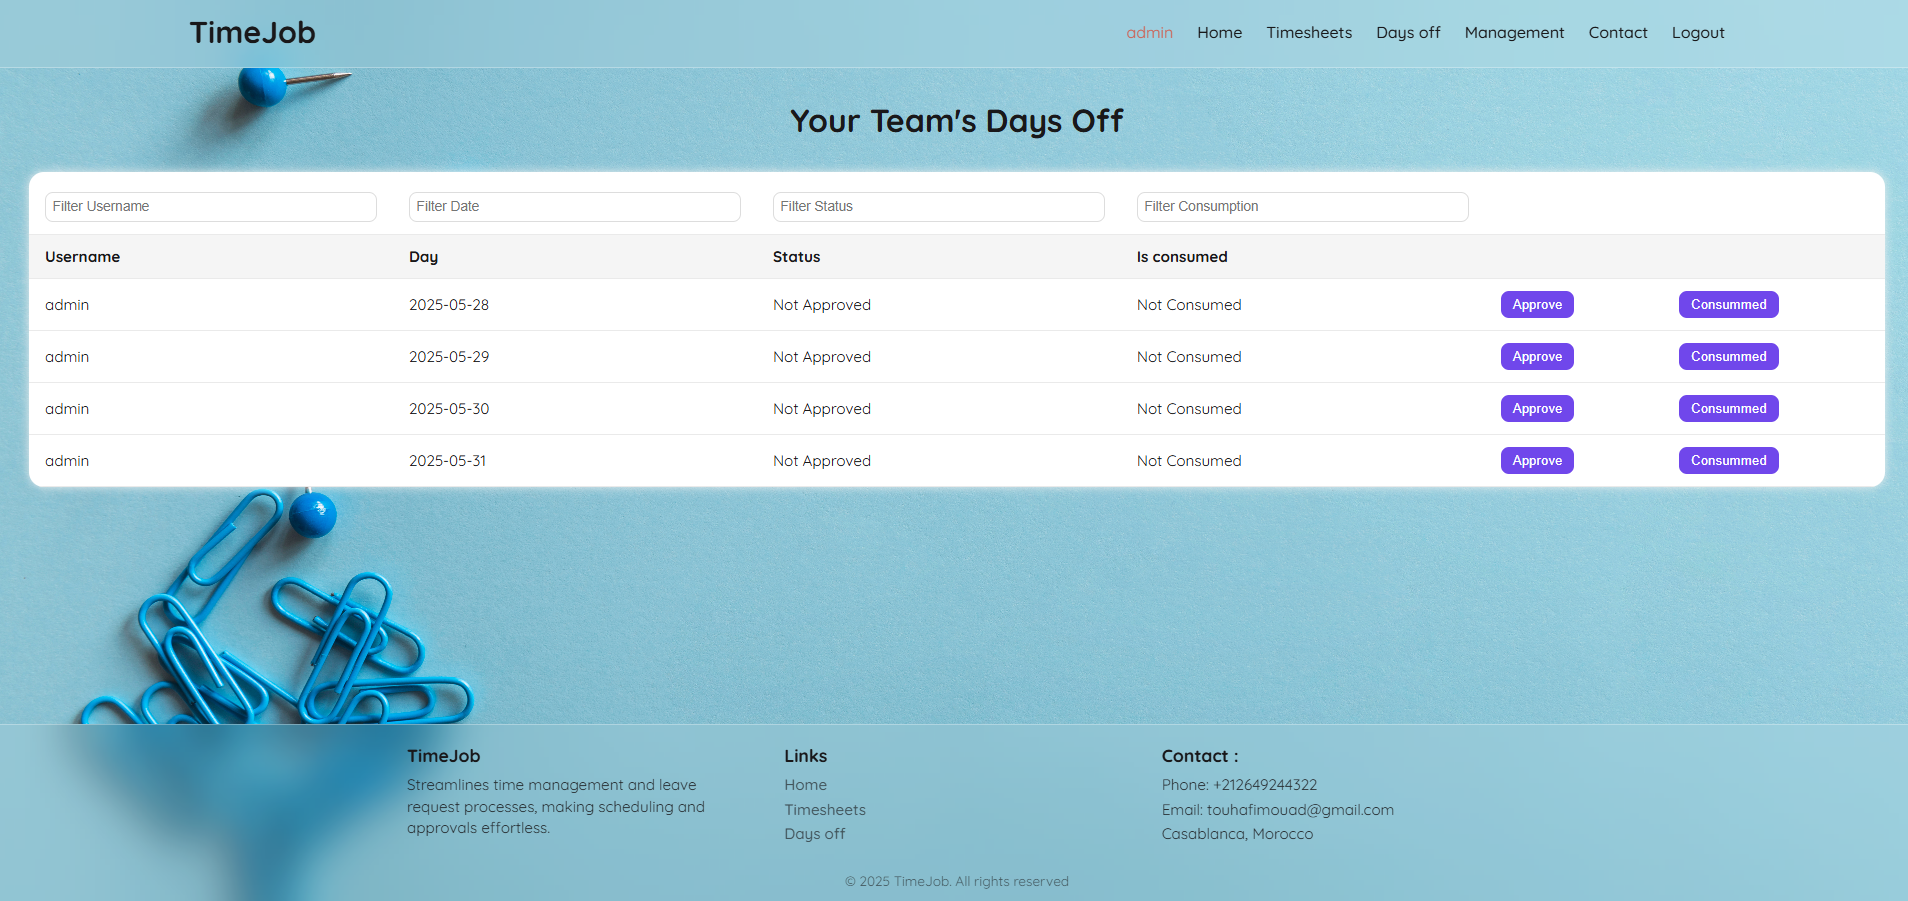 TimeJob
admin Home Timesheets Days off Management Contact Logout
Your Team's Days Off
Filter Username Filter Date Filter Status Filter Consumption
Username Day Status Is consumed
admin 2025-05-28 Not Approved Not Consumed Approve Consummed
admin 2025-05-29 Not Approved Not Consumed Approve Consummed
admin 2025-05-30 Not Approved Not Consumed Approve Consummed
admin 2025-05-31 Not Approved Not Consumed Approve Consummed
TimeJob
Streamlines time management and leave
request processes, making scheduling and
approvals effortless.
Links
Home
Timesheets
Days off
Contact :
Phone: +212649244322
Email: touhafimouad@gmail.com
Casablanca, Morocco
© 2025 TimeJob. All rights reserved